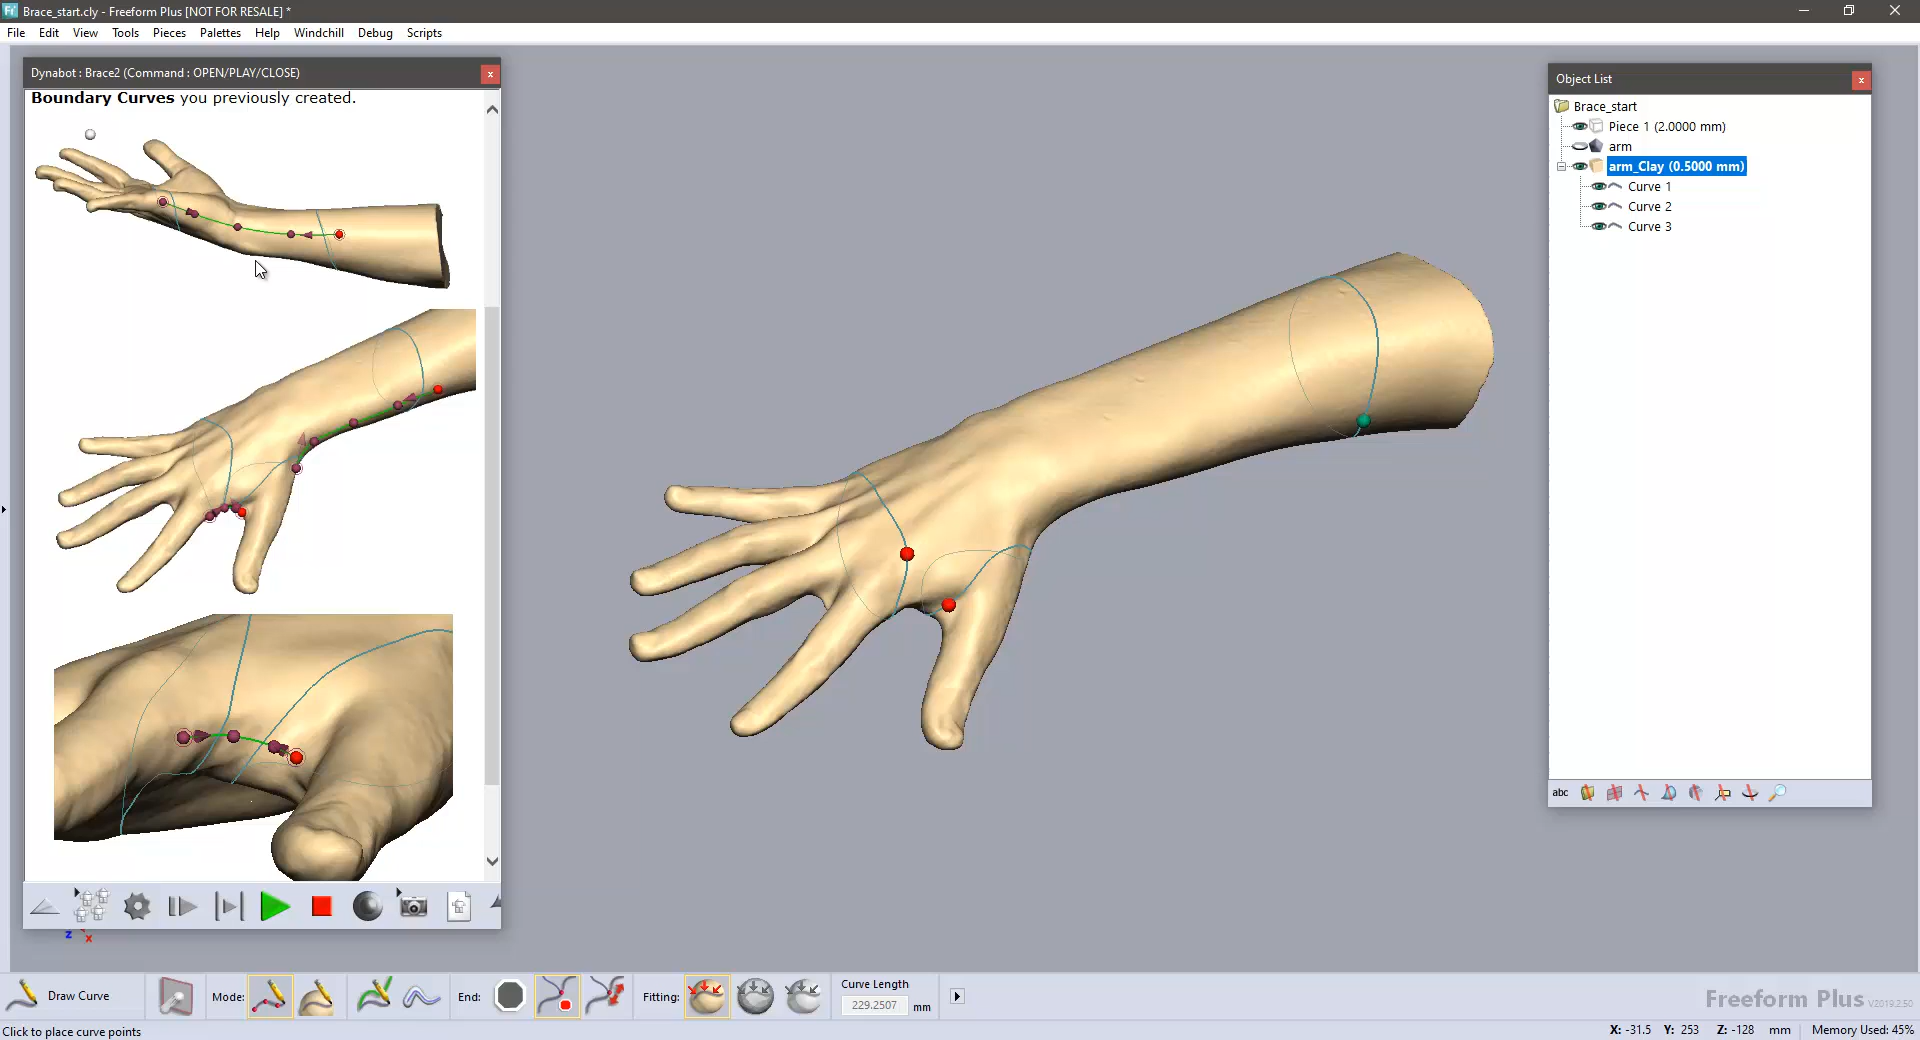 Brace_start.cly - Freeform Plus [NOT FOR RESALE] *
File Edit View Tools Pieces Palettes Help Windchill Debug Scripts
Dynabot : Brace2 (Command : OPEN/PLAY/CLOSE)
x
Boundary Curves you previously created.
Object List
x
Brace_start
Piece 1 (2.0000 mm)
arm
arm_Clay (0.5000 mm)
Curve 1
Curve 2
Curve 3
abc
z x
Draw Curve
Mode:
End:
Fitting:
Curve Length
229.2507 mm
Freeform Plus V2019.2.50
Click to place curve points
X: -31.5 Y: 253 Z: -128 mm Memory Used: 45%